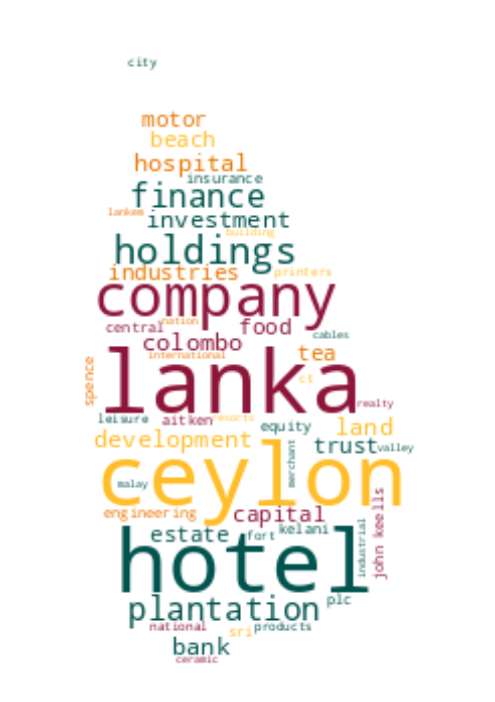 city
motor
beach
hospital
insurance
finance
lankem
investment
building
holdings
industries
printers
company
nation
central
food
cables
colombo
international
tea
spence
ct
lanka
realty
leisure
aitken
resorts
equity
land
development
trust
valley
merchant
ceylon
malay
engineering
capital
john keells
estate
fort
kelani
industrial
hotel
plantation
plc
national
sri
products
bank
ceramic